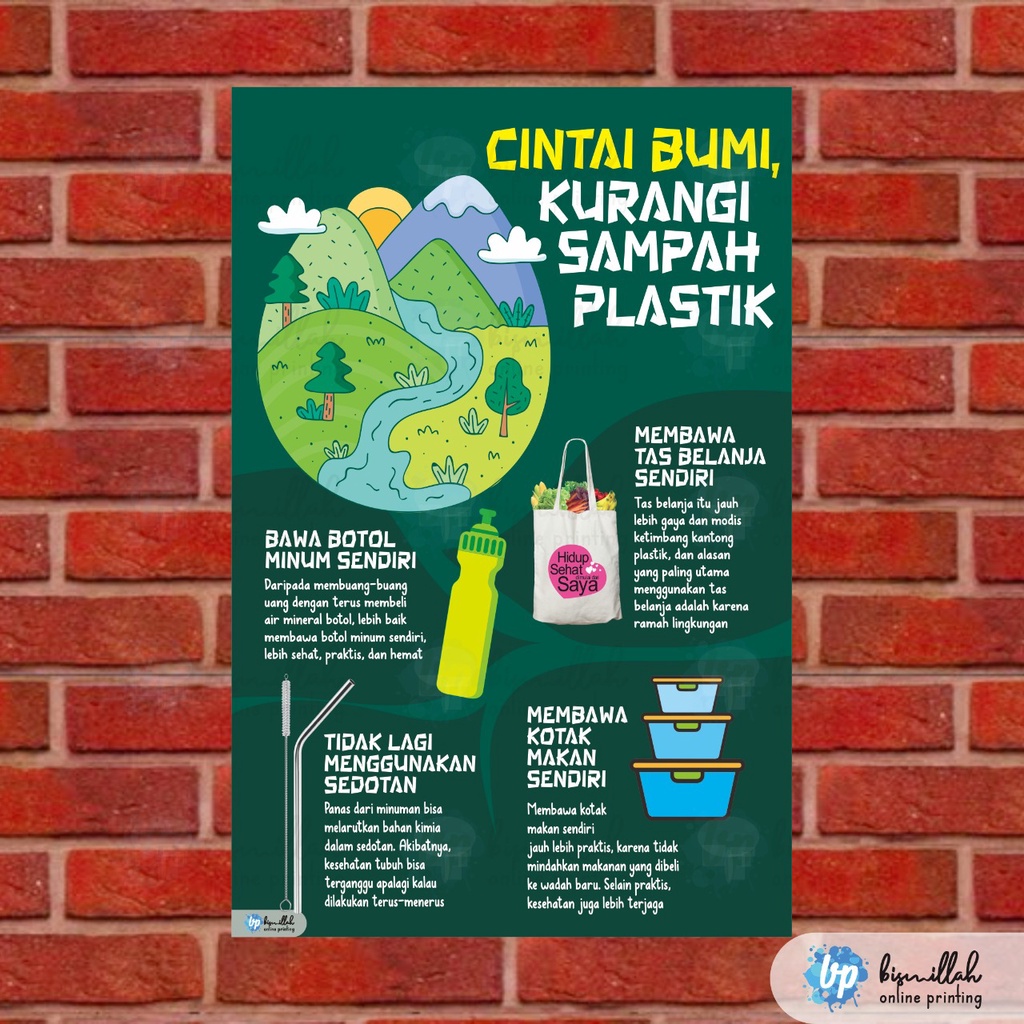 CINTAI BUMI,
KURANGI
SAMPAH
PLASTIK
MEMBAWA
TAS BELANJA
SENDIRI
Tas belanja itu jauh
lebih gaya dan modis
ketimbang kantong
plastik, dan alasan
yang paling utama
menggunakan tas
belanja adalah karena
ramah lingkungan
Hidup
Sehat
dimulai dari
Saya
BAWA BOTOL
MINUM SENDIRI
Daripada membuang-buang
uang dengan terus membeli
air mineral botol, lebih baik
membawa botol minum sendiri,
lebih sehat, praktis, dan hemat
TIDAK LAGI
MENGGUNAKAN
SEDOTAN
Panas dari minuman bisa
melarutkan bahan kimia
dalam sedotan. Akibatnya,
kesehatan tubuh bisa
terganggu apalagi kalau
dilakukan terus-menerus
MEMBAWA
KOTAK
MAKAN
SENDIRI
Membawa kotak
makan sendiri
jauh lebih praktis, karena tidak
mindahkan makanan yang dibeli
ke wadah baru. Selain praktis,
kesehatan juga lebih terjaga
bp bismillah
online printing
bp bismillah
online printing